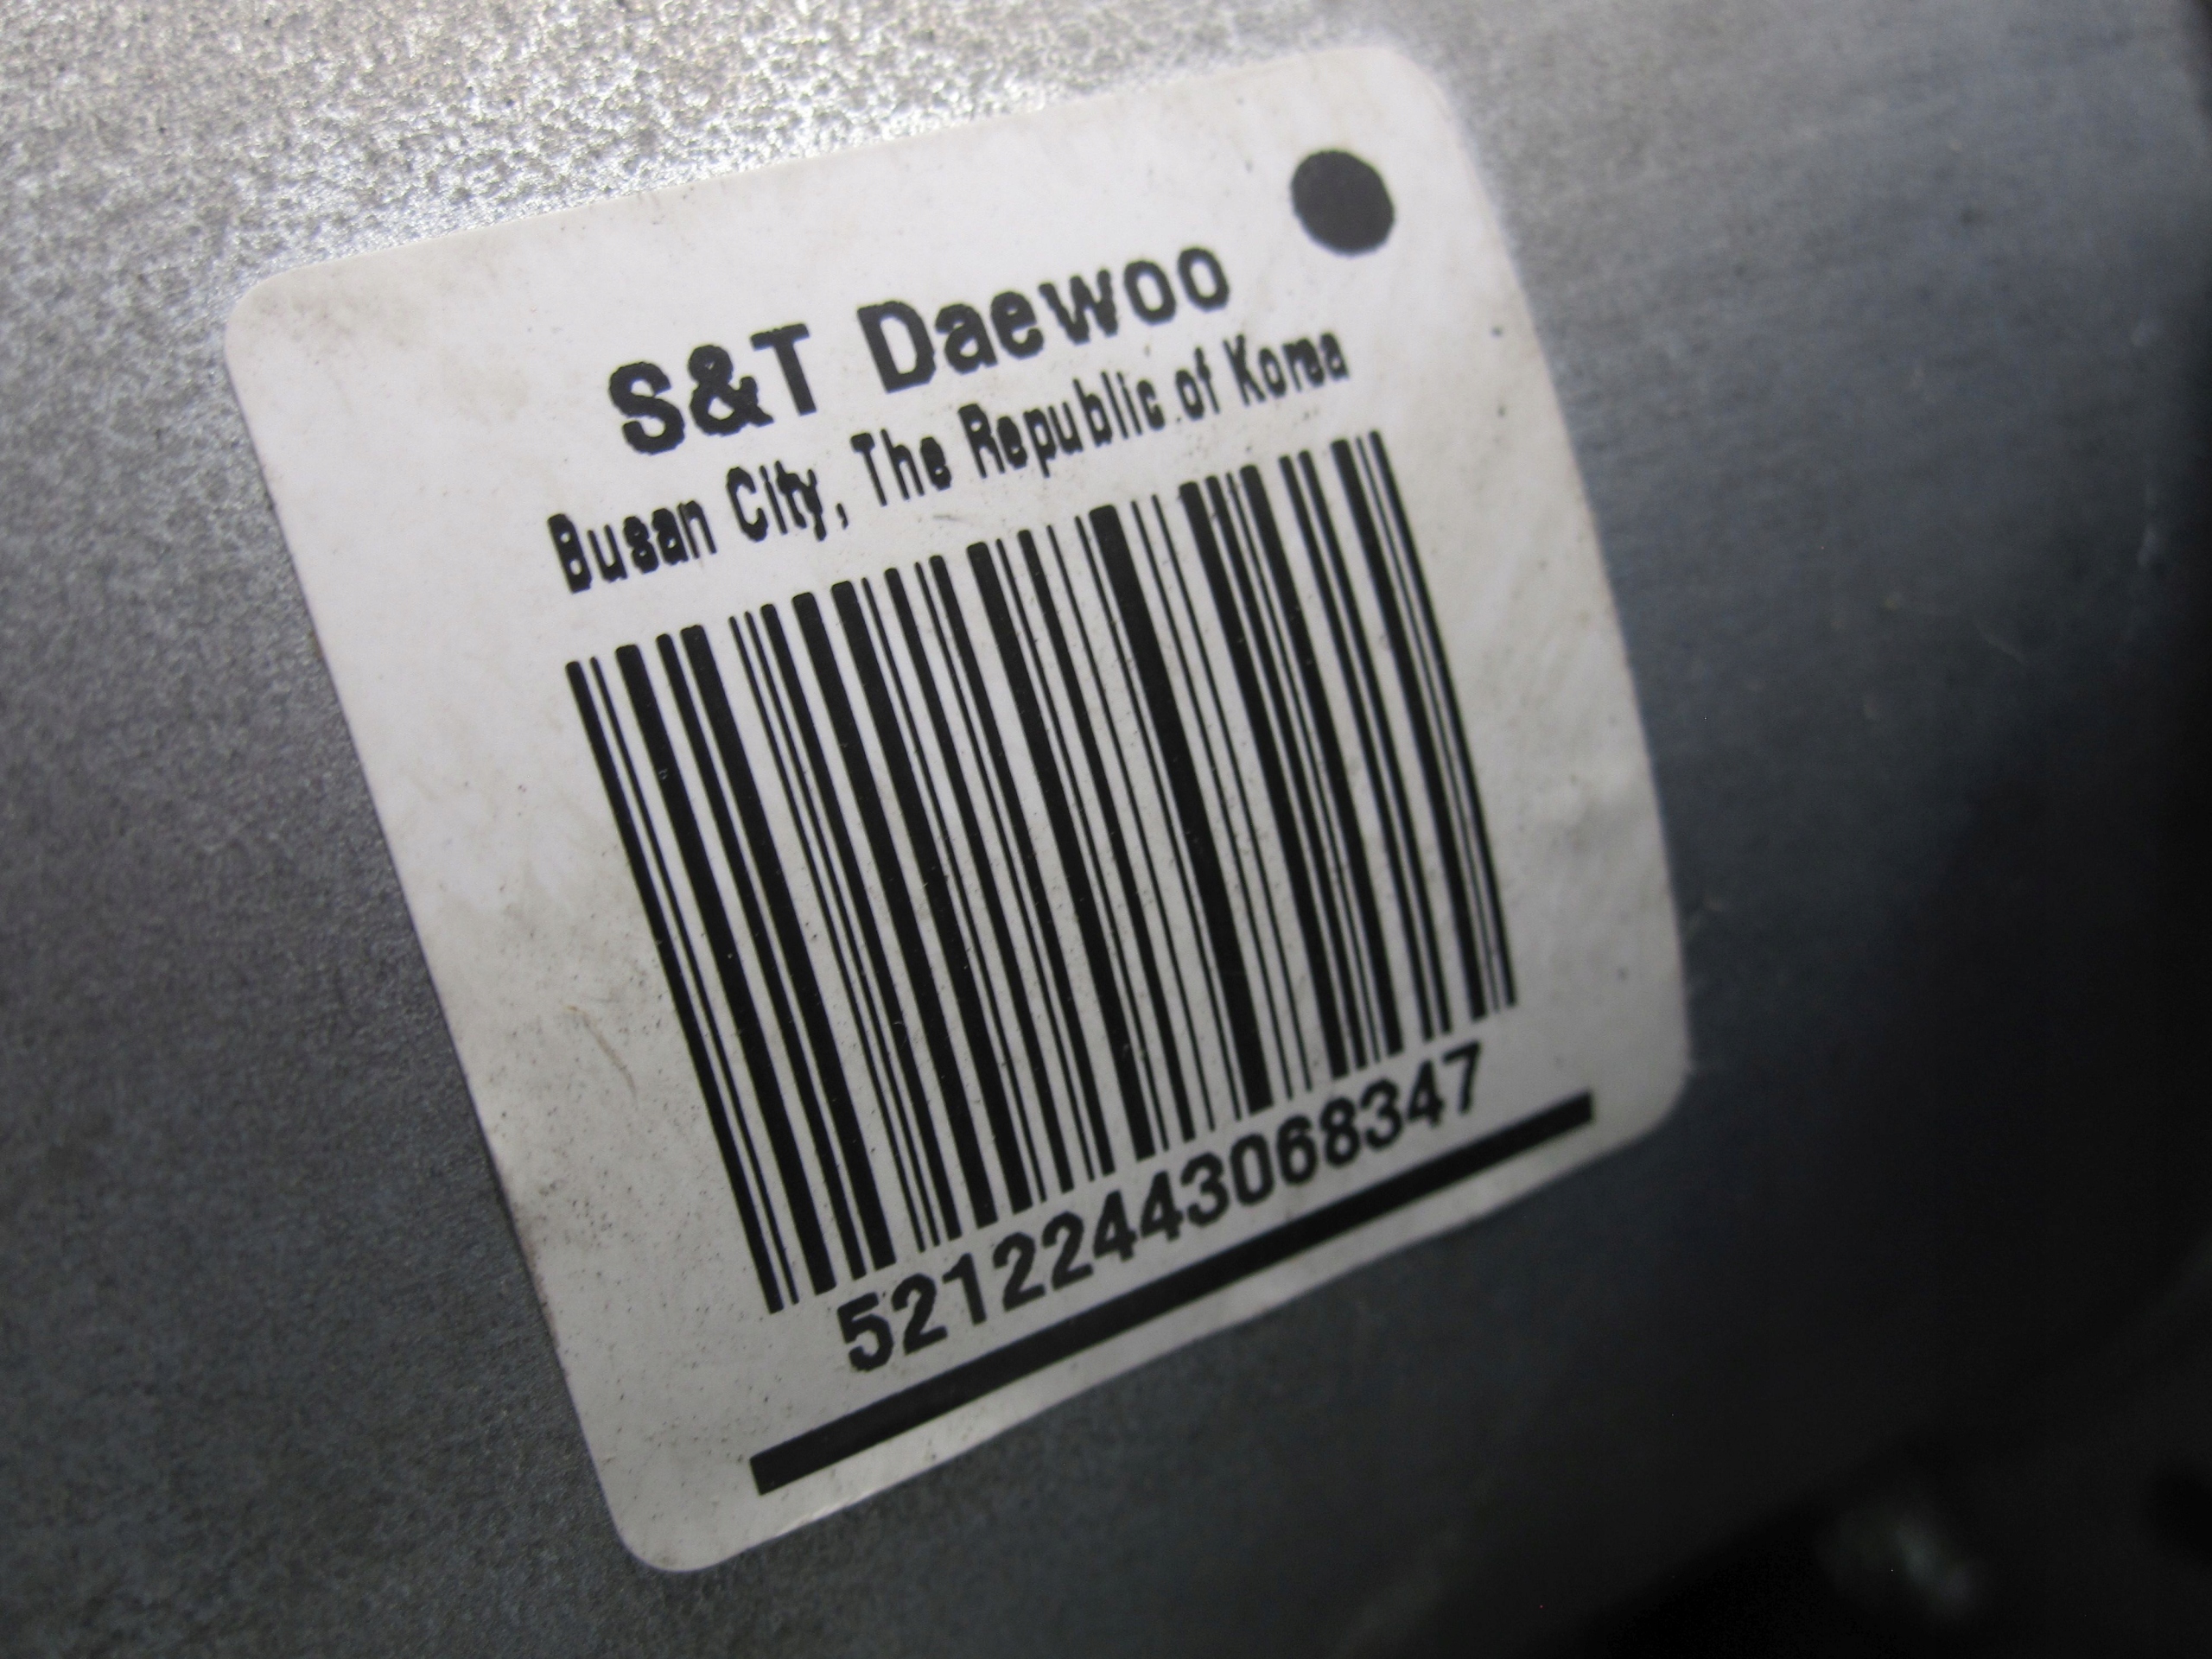 S&T Daewoo
Busan City, The Republic of Korea
52122443068347